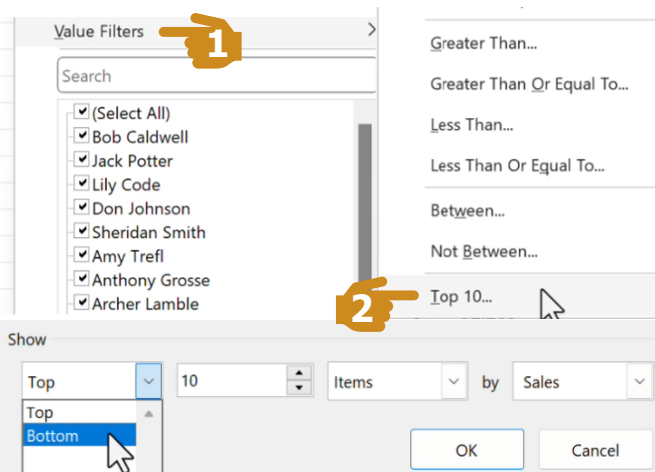 Value Filters
1
Search
(Select All)
Bob Caldwell
Jack Potter
Lily Code
Don Johnson
Sheridan Smith
Amy Trefl
Anthony Grosse
Archer Lamble
Greater Than...
Greater Than Or Equal To...
Less Than...
Less Than Or Equal To...
Between...
Not Between...
2
Top 10...
Show
Top 10 Items by Sales
Top
Bottom
OK Cancel